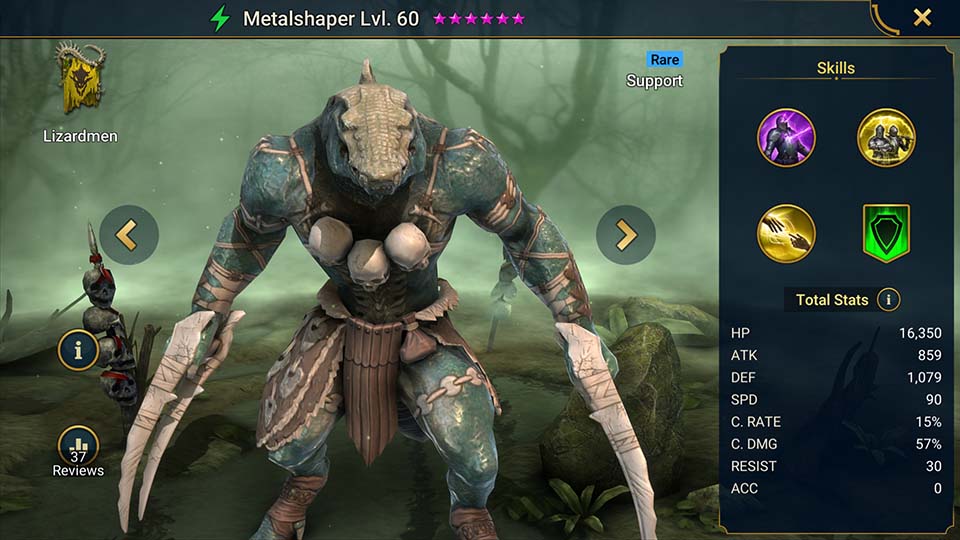 Metalshaper Lvl. 60
Rare
Support
Lizardmen
37
Reviews
Skills
Total Stats i
HP 16,350
ATK 859
DEF 1,079
SPD 90
C. RATE 15%
C. DMG 57%
RESIST 30
ACC 0
i